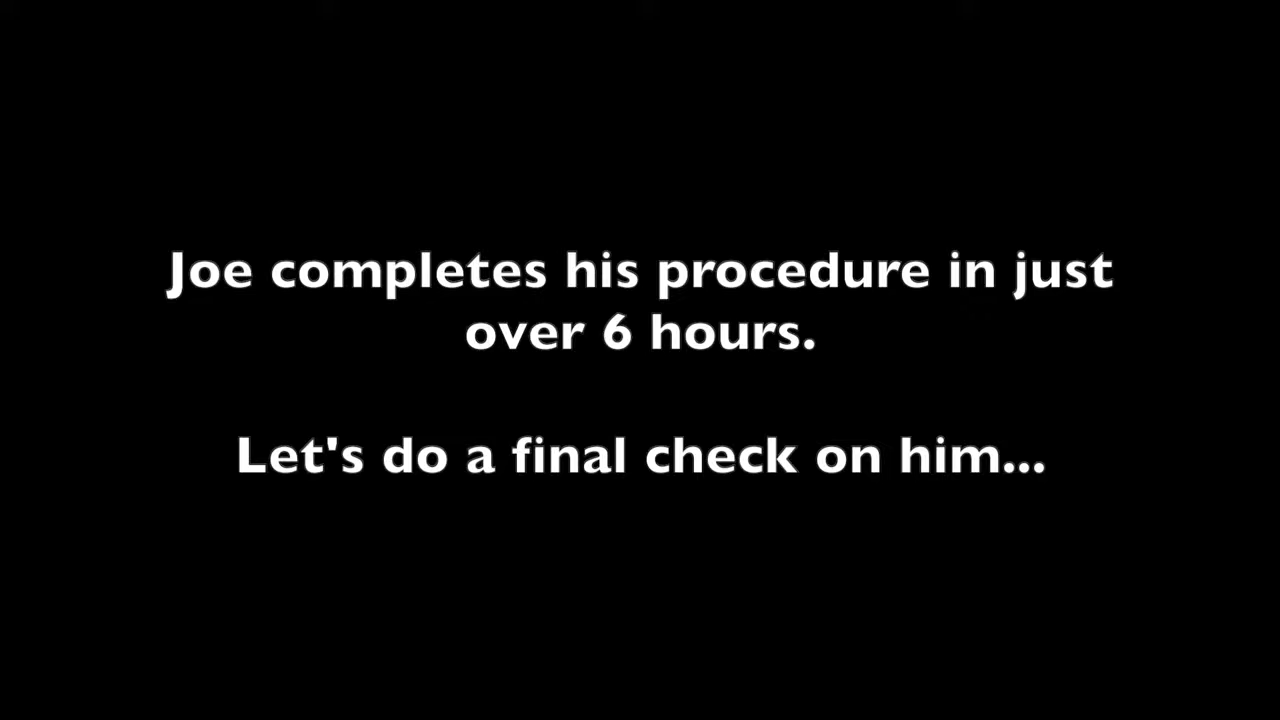 Joe completes his procedure in just
over 6 hours.
Let's do a final check on him...